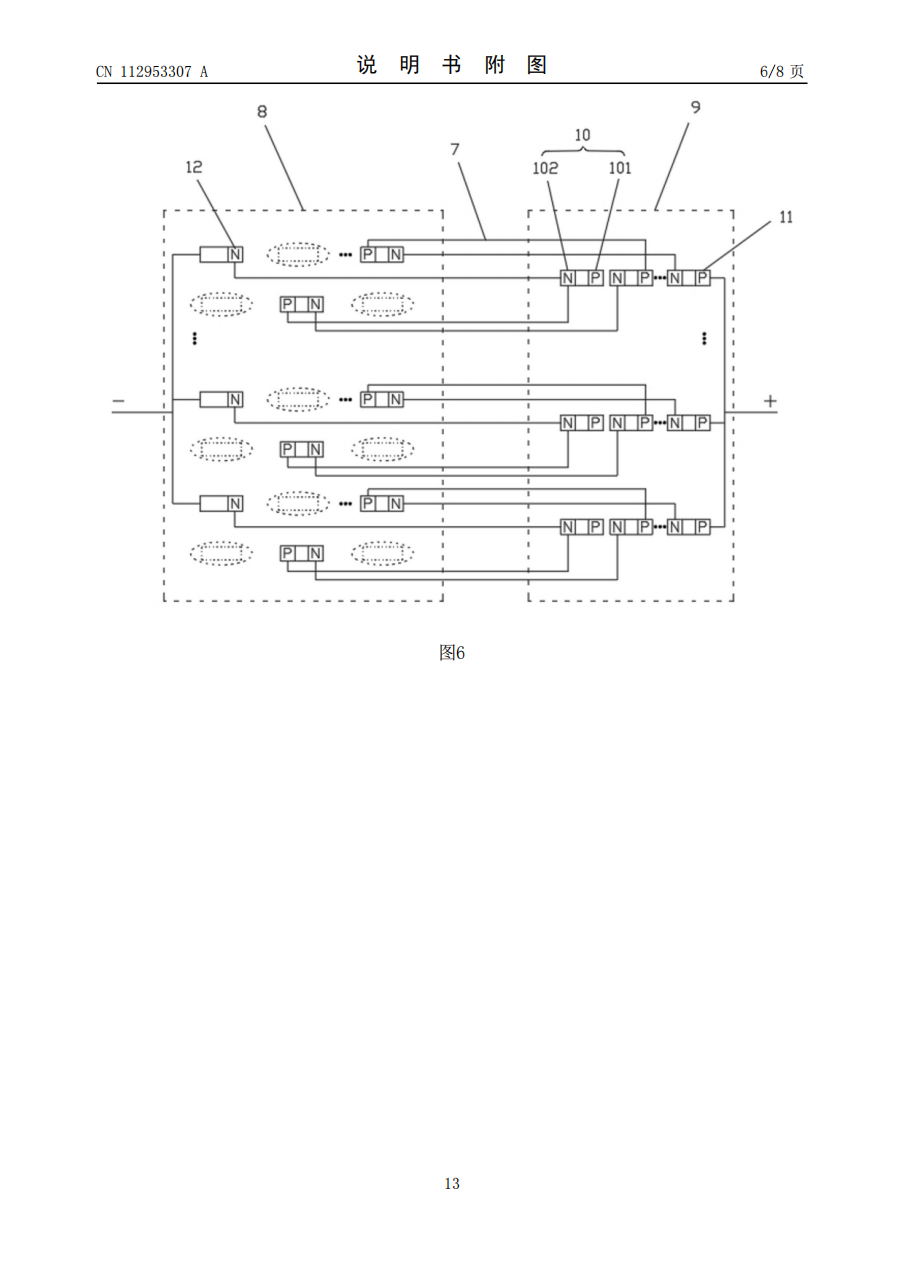 CN 112953307 A
说 明 书 附 图
6/8 页
8
9
10
7
12
102 101
11
N P N
N P N P N P
P N
− N P N +
N P N P N P
P N
N P N
N P N P N P
P N
图6
13